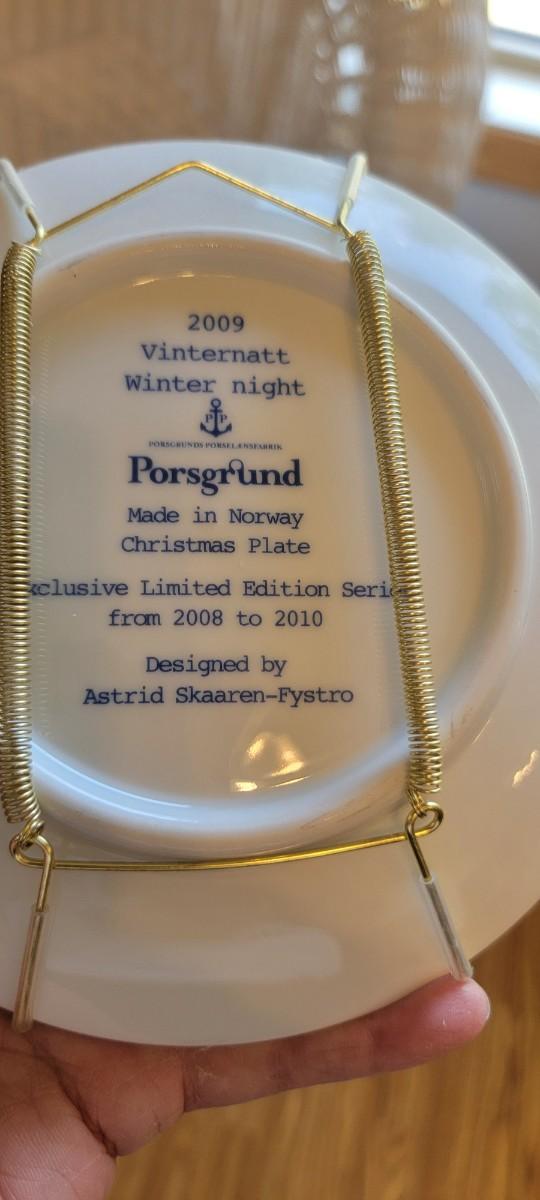 2009
Vinternatt
Winter night
P P
PORSGRUNDS PORSELÆNSFABRIK
Porsgrund
Made in Norway
Christmas Plate
xclusive Limited Edition Serie
from 2008 to 2010
Designed by
Astrid Skaaren-Fystro